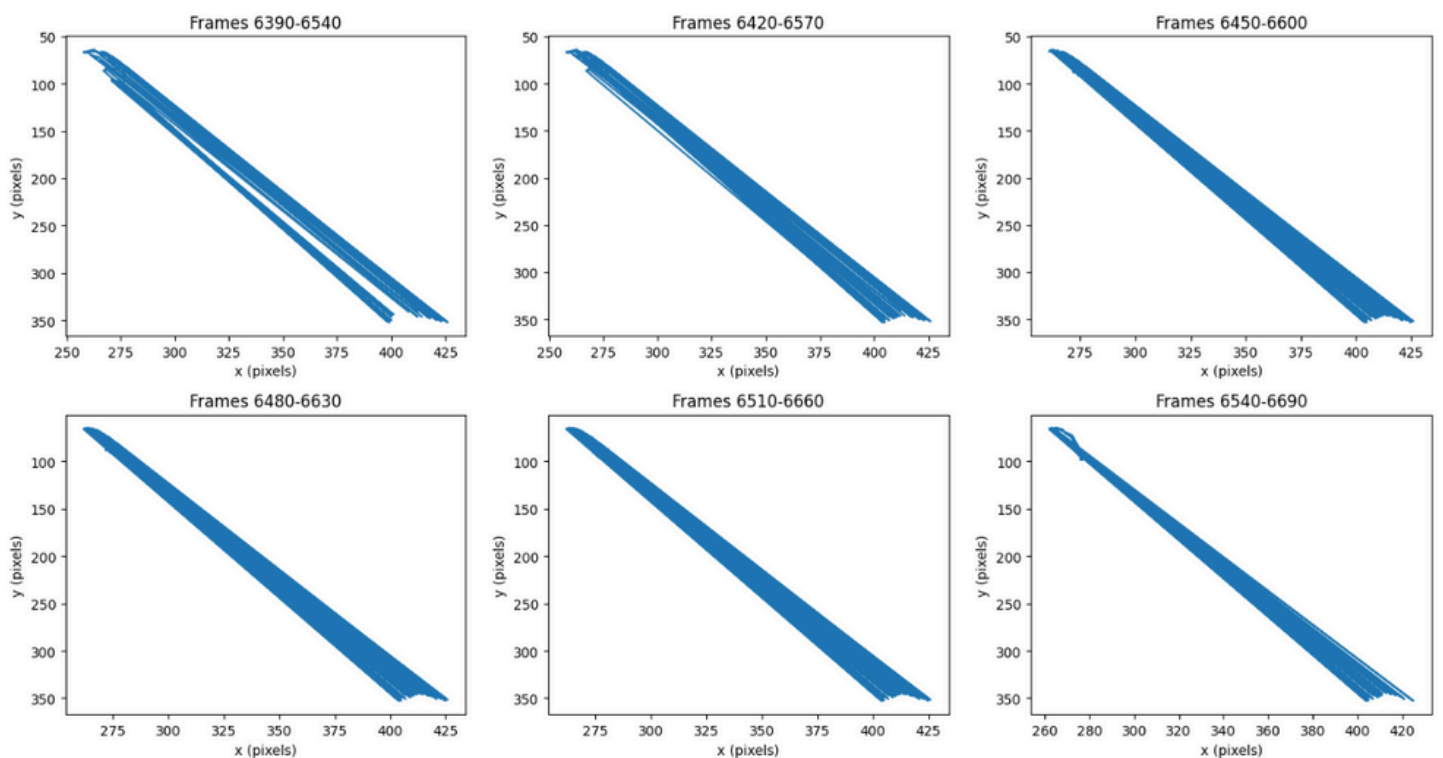 Frames 6390-6540
50
100
150
200
250
300
350
y (pixels)
250 275 300 325 350 375 400 425
x (pixels)
Frames 6420-6570
50
100
150
200
250
300
350
y (pixels)
250 275 300 325 350 375 400 425
x (pixels)
Frames 6450-6600
50
100
150
200
250
300
350
y (pixels)
275 300 325 350 375 400 425
x (pixels)
Frames 6480-6630
100
150
200
250
300
350
y (pixels)
275 300 325 350 375 400 425
x (pixels)
Frames 6510-6660
100
150
200
250
300
350
y (pixels)
275 300 325 350 375 400 425
x (pixels)
Frames 6540-6690
100
150
200
250
300
350
y (pixels)
260 280 300 320 340 360 380 400 420
x (pixels)